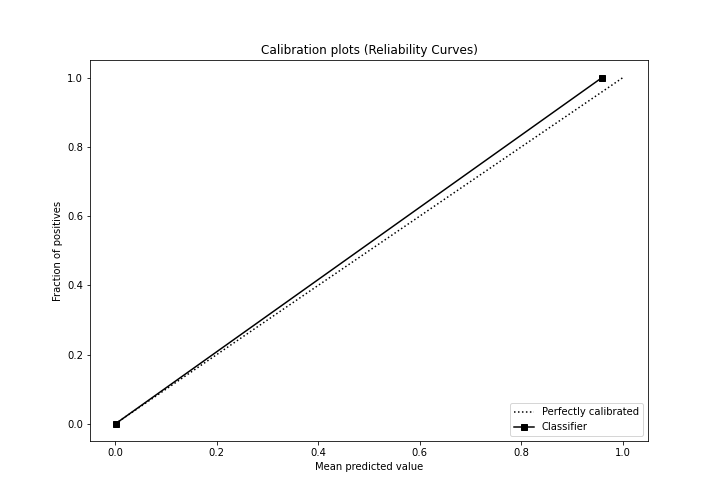 Calibration plots (Reliability Curves)
1.0
0.8
0.6
0.4
0.2
0.0
Fraction of positives
Perfectly calibrated
Classifier
0.0 0.2 0.4 0.6 0.8 1.0
Mean predicted value